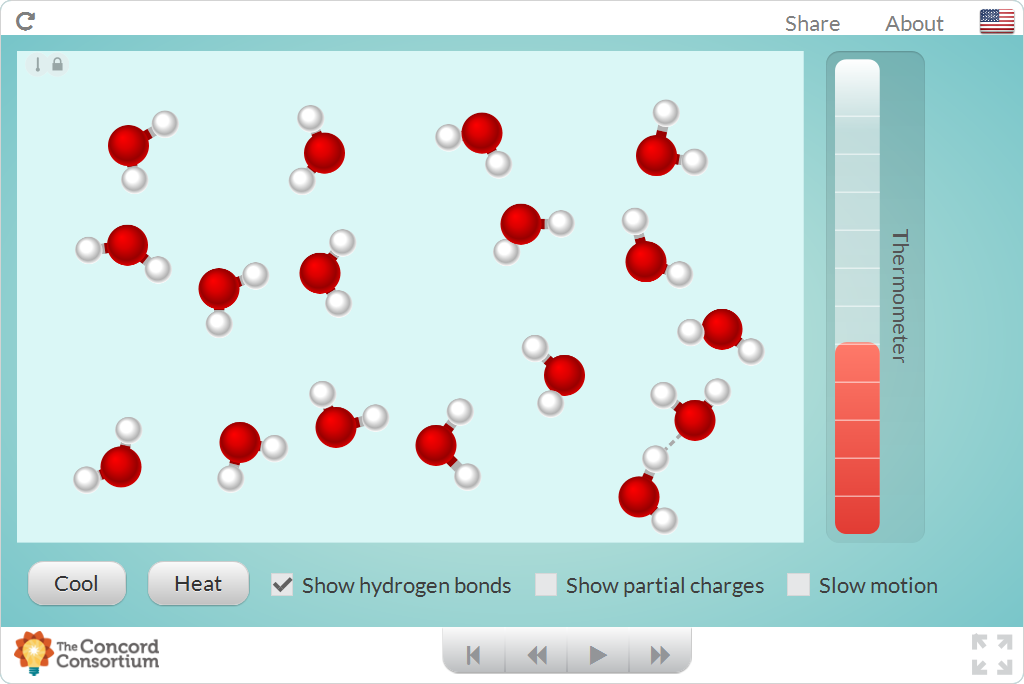 Share About
Thermometer
Cool Heat Show hydrogen bonds Show partial charges Slow motion
The Concord
Consortium